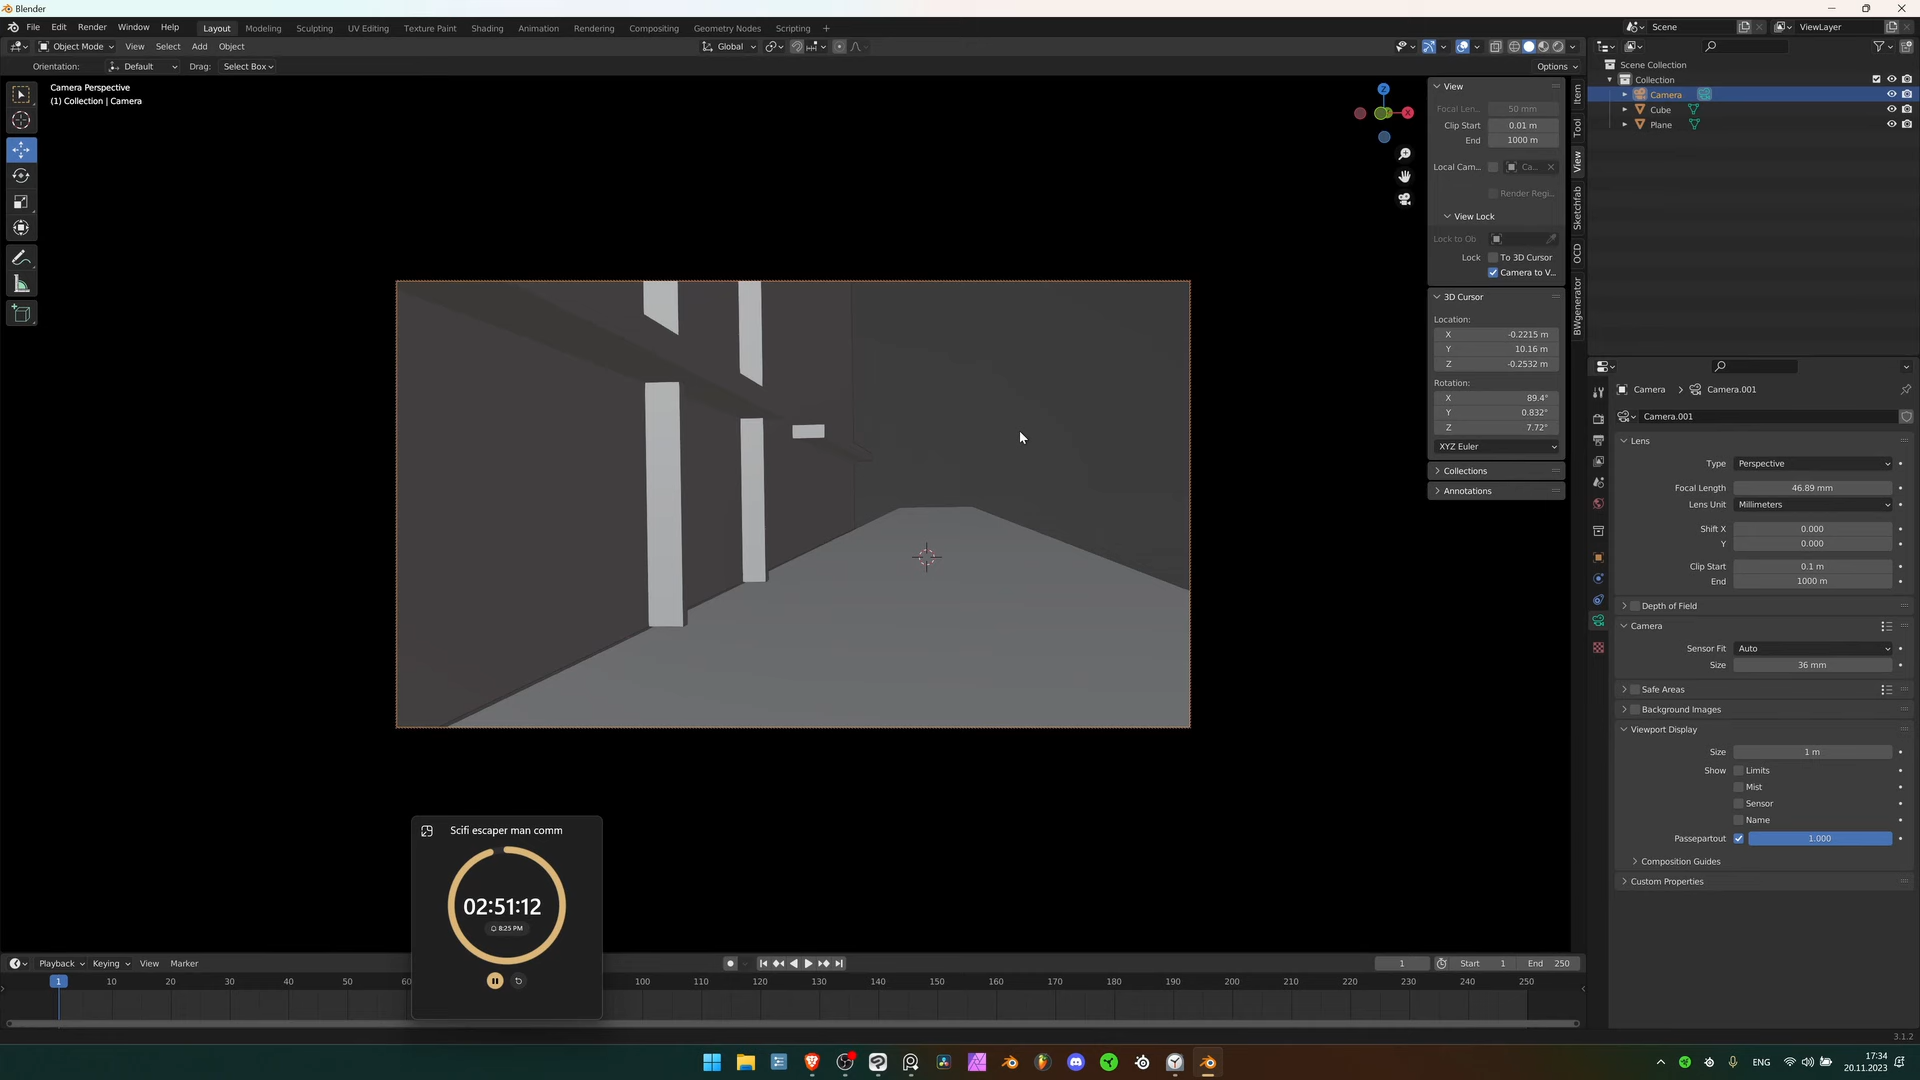 Blender
File Edit Render Window Help
Layout Modeling Sculpting UV Editing Texture Paint Shading Animation Rendering Compositing Geometry Nodes Scripting +
Scene
ViewLayer
Object Mode View Select Add Object
Global
Orientation: Default Drag: Select Box
Options
Camera Perspective
(1) Collection | Camera
Z
X
View
Focal Len... 50 mm
Clip Start 0.01 m
End 1000 m
Local Cam... Ca...
Render Regi...
View Lock
Lock to Ob
Lock To 3D Cursor
Camera to V...
3D Cursor
Location:
X -0.2215 m
Y 10.16 m
Z -0.2532 m
Rotation:
X 89.4°
Y 0.832°
Z 7.72°
XYZ Euler
Collections
Annotations
Item
Tool
View
Sketchfab
OCD
BWgenerator
Scene Collection
Collection
Camera
Cube
Plane
Camera Camera.001
Camera.001
Lens
Type Perspective
Focal Length 46.89 mm
Lens Unit Millimeters
Shift X 0.000
Y 0.000
Clip Start 0.1 m
End 1000 m
Depth of Field
Camera
Sensor Fit Auto
Size 36 mm
Safe Areas
Background Images
Viewport Display
Size 1 m
Show Limits
Mist
Sensor
Name
Passepartout 1.000
Composition Guides
Custom Properties
Scifi escaper man comm
02:51:12
8:25 PM
Playback Keying View Marker
1 Start 1 End 250
1 10 20 30 40 50 60 100 110 120 130 140 150 160 170 180 190 200 210 220 230 240 250
3.1.2
ENG
17:34
20.11.2023